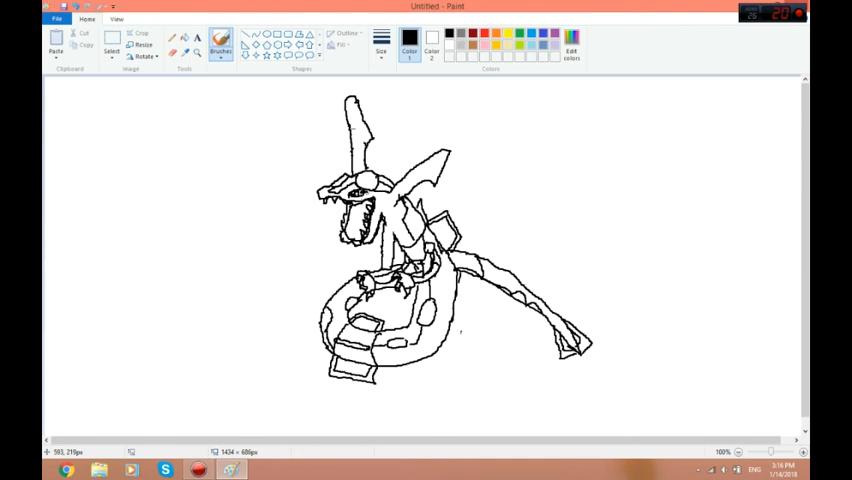 Untitled - Paint
File Home View
Paste
Cut
Copy
Clipboard
Select
Crop
Resize
Rotate
Image
A
Tools
Brushes
Outline
Fill
Shapes
Size
Color 1
Color 2
Edit colors
Colors
20
593, 219px
1434 × 686px
100%
S
ENG
3:16 PM
1/14/2018